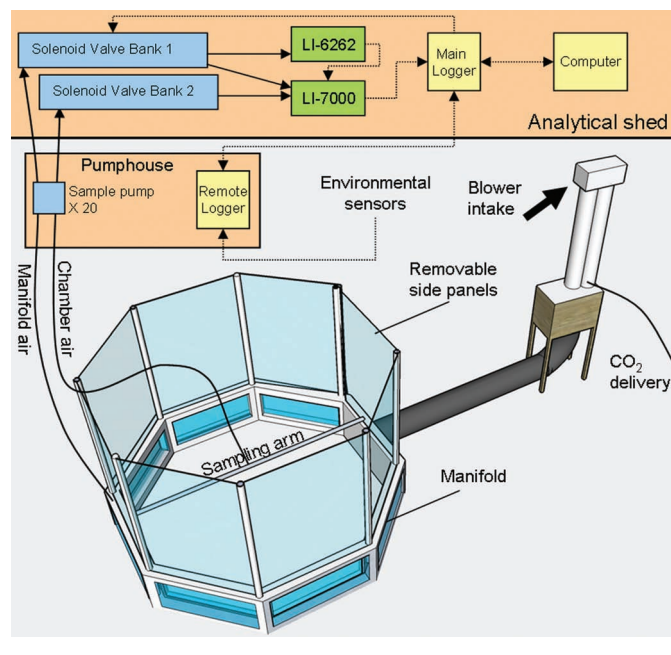 Solenoid Valve Bank 1
LI-6262
Main
Logger
Computer
Solenoid Valve Bank 2
LI-7000
Analytical shed
Pumphouse
Sample pump
X 20
Remote
Logger
Environmental
sensors
Blower
intake
Manifold air
Chamber air
Removable
side panels
CO₂
delivery
Sampling arm
Manifold